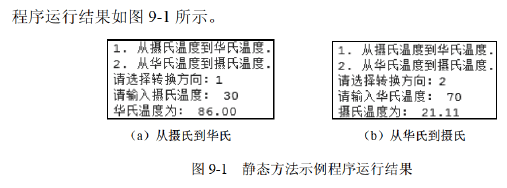 程序运行结果如图 9-1 所示。
1. 从摄氏温度到华氏温度.
2. 从华氏温度到摄氏温度.
请选择转换方向：1
请输入摄氏温度： 30
华氏温度为： 86.00
（a）从摄氏到华氏
1. 从摄氏温度到华氏温度.
2. 从华氏温度到摄氏温度.
请选择转换方向：2
请输入华氏温度： 70
摄氏温度为： 21.11
（b）从华氏到摄氏
图 9-1 静态方法示例程序运行结果